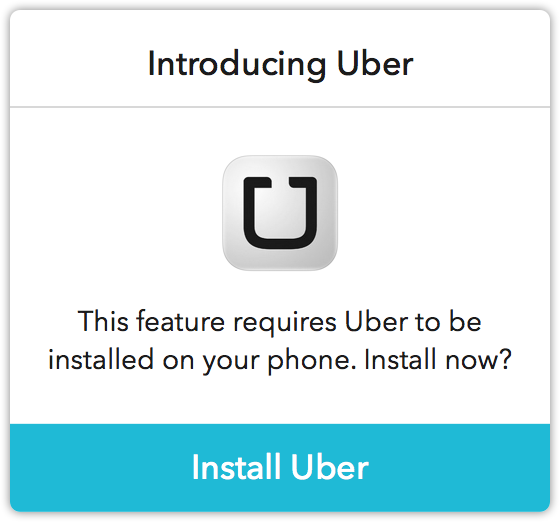 Introducing Uber
This feature requires Uber to be
installed on your phone. Install now?
Install Uber